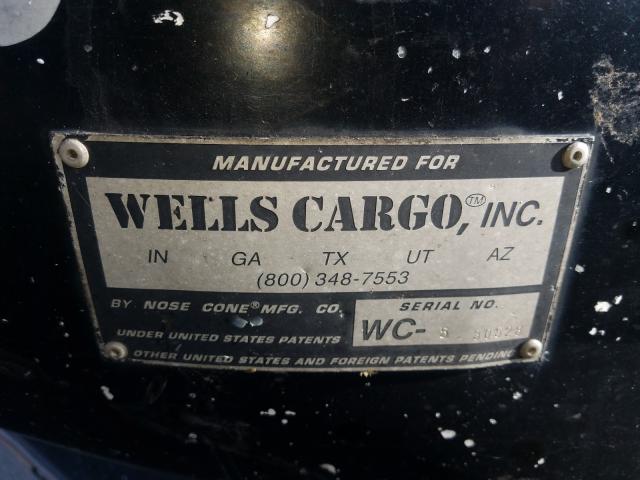 MANUFACTURED FOR
WELLS CARGO,™ INC.
IN GA TX UT AZ
(800) 348-7553
BY NOSE CONE® MFG. CO.
SERIAL NO.
UNDER UNITED STATES PATENTS
WC-
OTHER UNITED STATES AND FOREIGN PATENTS PENDING